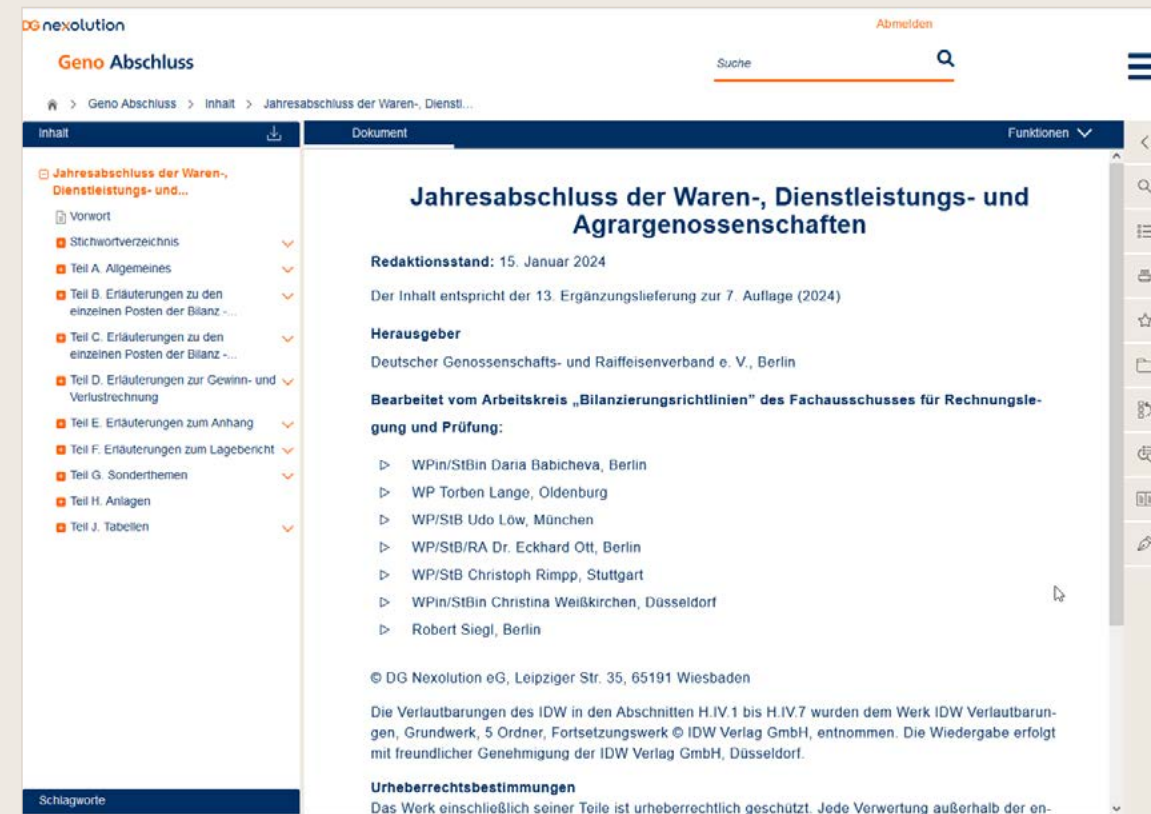 DG nexolution
Abmelden
Geno Abschluss
Suche
> Geno Abschluss > Inhalt > Jahresabschluss der Waren-, Dienstl...
Inhalt
Dokument
Funktionen
Jahresabschluss der Waren-,
Dienstleistungs- und...
Vorwort
Stichwortverzeichnis
Teil A. Allgemeines
Teil B. Erläuterungen zu den
einzelnen Posten der Bilanz -...
Teil C. Erläuterungen zu den
einzelnen Posten der Bilanz -...
Teil D. Erläuterungen zur Gewinn- und
Verlustrechnung
Teil E. Erläuterungen zum Anhang
Teil F. Erläuterungen zum Lagebericht
Teil G. Sonderthemen
Teil H. Anlagen
Teil J. Tabellen
Schlagworte
Jahresabschluss der Waren-, Dienstleistungs- und
Agrargenossenschaften
Redaktionsstand: 15. Januar 2024
Der Inhalt entspricht der 13. Ergänzungslieferung zur 7. Auflage (2024)
Herausgeber
Deutscher Genossenschafts- und Raiffeisenverband e. V., Berlin
Bearbeitet vom Arbeitskreis „Bilanzierungsrichtlinien" des Fachausschusses für Rechnungsle-
gung und Prüfung:
WPin/StBin Daria Babicheva, Berlin
WP Torben Lange, Oldenburg
WP/StB Udo Löw, München
WP/StB/RA Dr. Eckhard Ott, Berlin
WP/StB Christoph Rimpp, Stuttgart
WPin/StBin Christina Weißkirchen, Düsseldorf
Robert Siegl, Berlin
© DG Nexolution eG, Leipziger Str. 35, 65191 Wiesbaden
Die Verlautbarungen des IDW in den Abschnitten H.IV.1 bis H.IV.7 wurden dem Werk IDW Verlautbarun-
gen, Grundwerk, 5 Ordner, Fortsetzungswerk © IDW Verlag GmbH, entnommen. Die Wiedergabe erfolgt
mit freundlicher Genehmigung der IDW Verlag GmbH, Düsseldorf.
Urheberrechtsbestimmungen
Das Werk einschließlich seiner Teile ist urheberrechtlich geschützt. Jede Verwertung außerhalb der en-